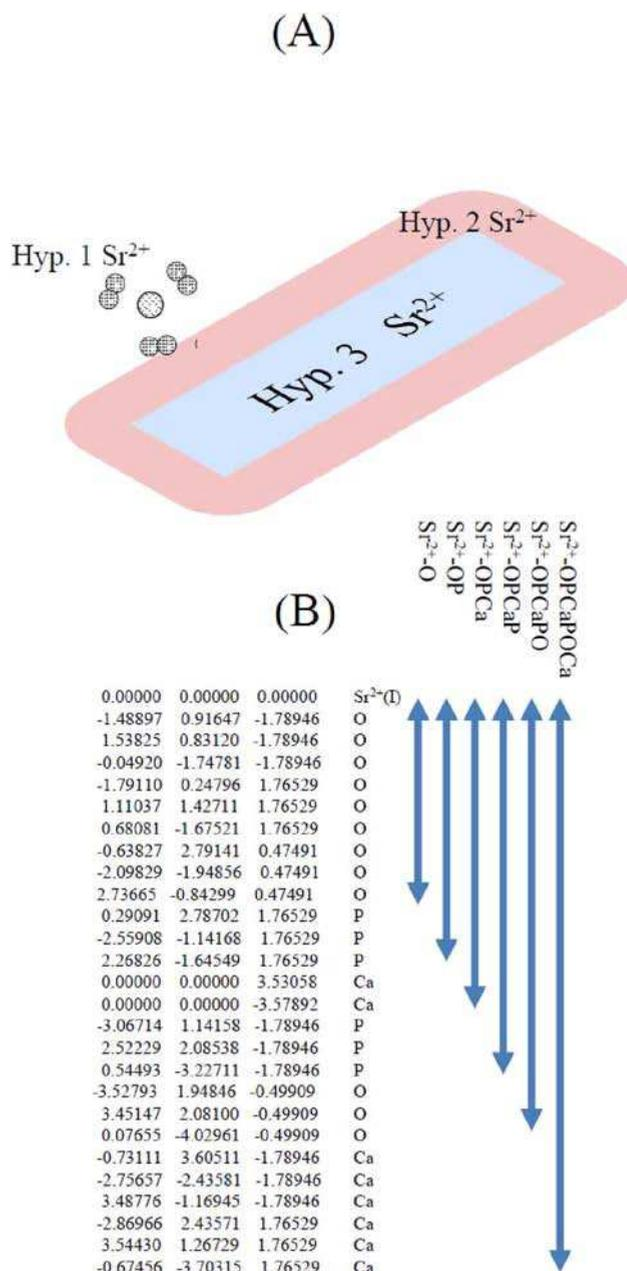 (A)
Hyp. 1 Sr²⁺
Hyp. 2 Sr²⁺
Hyp. 3 Sr²⁺
Sr²⁺-O
Sr²⁺-OP
Sr²⁺-OPCa
Sr²⁺-OPCaP
Sr²⁺-OPCaPO
Sr²⁺-OPCaPOCa
(B)
0.00000 0.00000 0.00000 Sr²⁺(I)
-1.48897 0.91647 -1.78946 O
1.53825 0.83120 -1.78946 O
-0.04920 -1.74781 -1.78946 O
-1.79110 0.24796 1.76529 O
1.11037 1.42711 1.76529 O
0.68081 -1.67521 1.76529 O
-0.63827 2.79141 0.47491 O
-2.09829 -1.94856 0.47491 O
2.73665 -0.84299 0.47491 O
0.29091 2.78702 1.76529 P
-2.55908 -1.14168 1.76529 P
2.26826 -1.64549 1.76529 P
0.00000 0.00000 3.53058 Ca
0.00000 0.00000 -3.57892 Ca
-3.06714 1.14158 -1.78946 P
2.52229 2.08538 -1.78946 P
0.54493 -3.22711 -1.78946 P
-3.52793 1.94846 -0.49909 O
3.45147 2.08100 -0.49909 O
0.07655 -4.02961 -0.49909 O
-0.73111 3.60511 -1.78946 Ca
-2.75657 -2.43581 -1.78946 Ca
3.48776 -1.16945 -1.78946 Ca
-2.86966 2.43571 1.76529 Ca
3.54430 1.26729 1.76529 Ca
-0.67456 -3.70315 1.76529 Ca